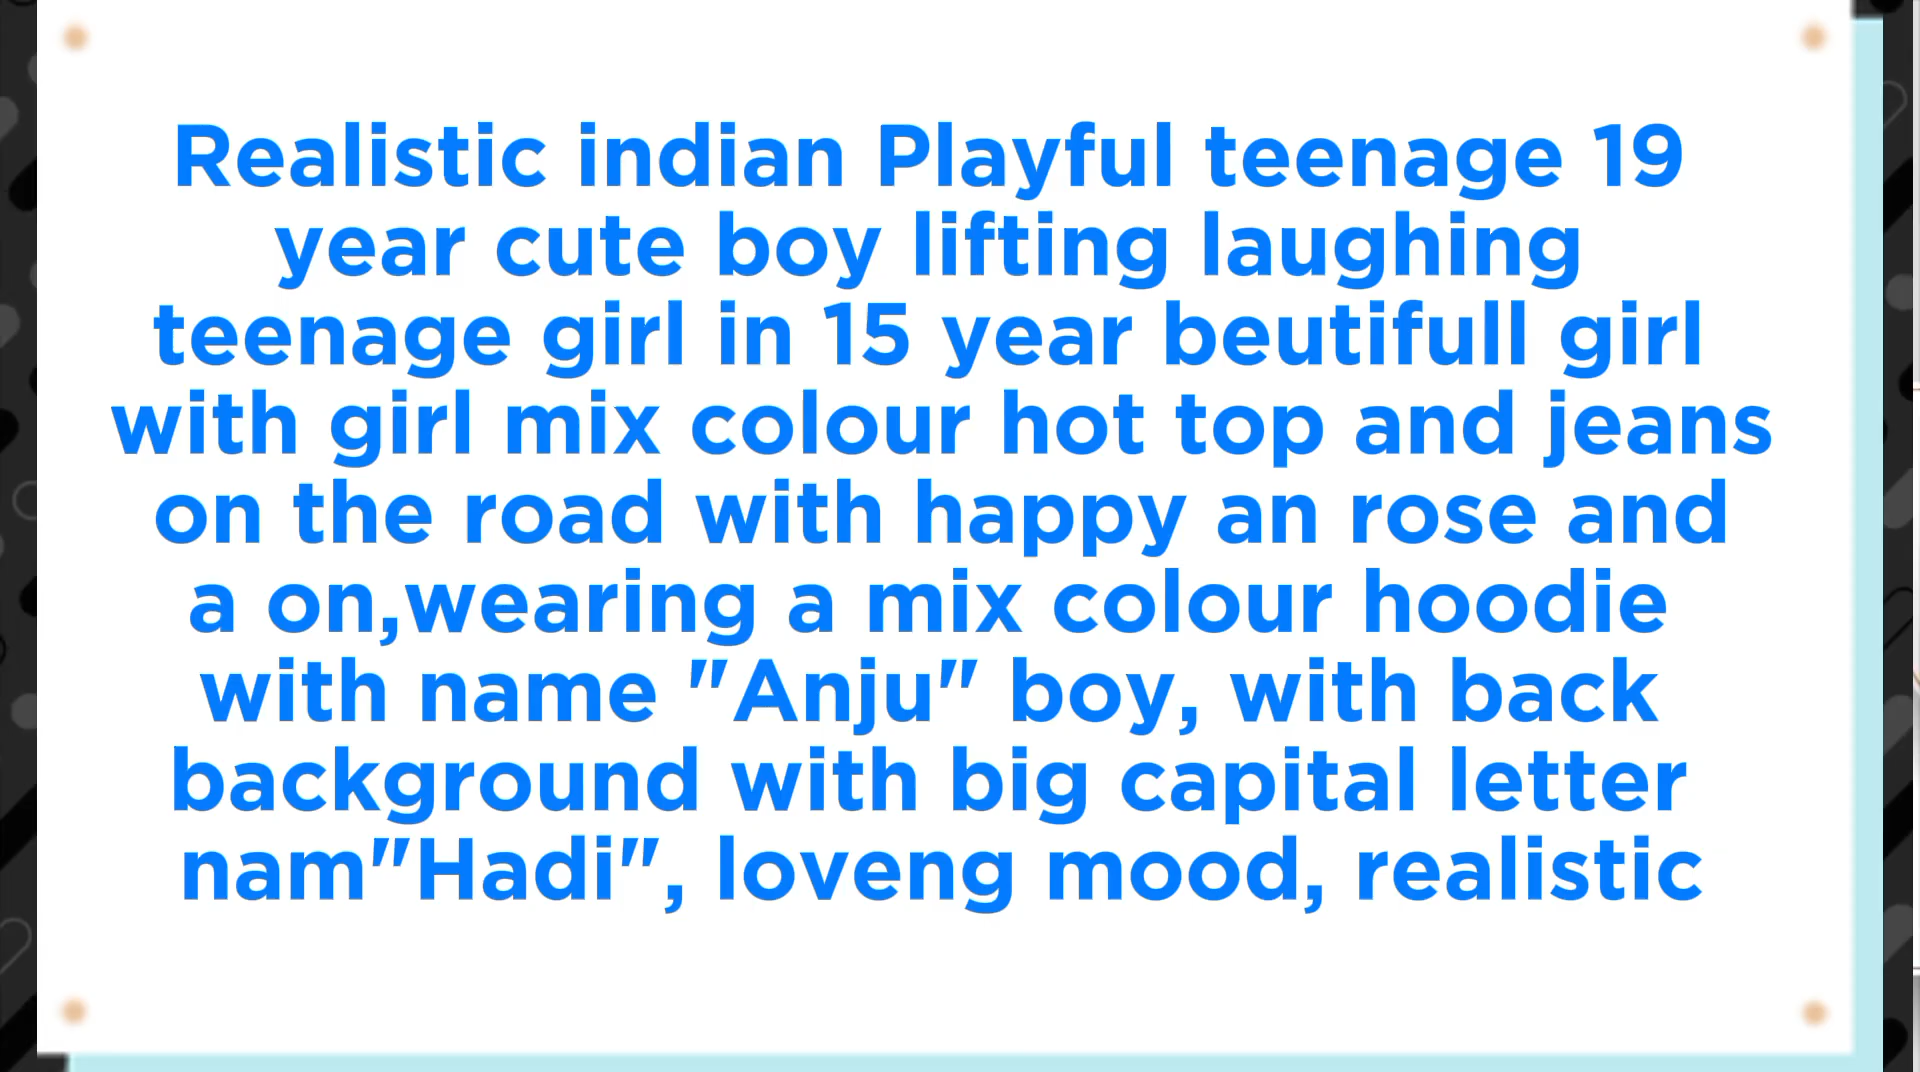 Realistic indian Playful teenage 19
year cute boy lifting laughing
teenage girl in 15 year beutifull girl
with girl mix colour hot top and jeans
on the road with happy an rose and
a on,wearing a mix colour hoodie
with name "Anju" boy, with back
background with big capital letter
nam"Hadi", loveng mood, realistic